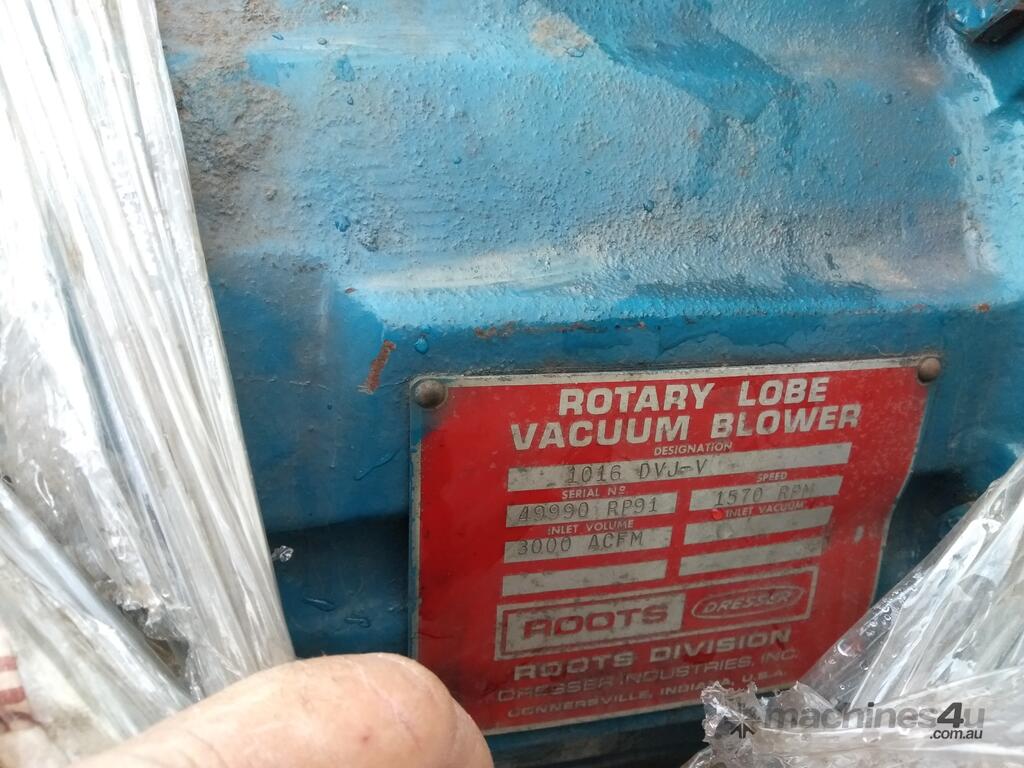 ROTARY LOBE
VACUUM BLOWER
DESIGNATION
1016 DVJ-V
SERIAL Nº SPEED
49990 RP91 1570 RPM
INLET VOLUME INLET VACUUM
3000 ACFM
ROOTS DRESSER
ROOTS DIVISION
DRESSER INDUSTRIES, INC.
CONNERSVILLE, INDIANA, U.S.A.
machines4u
.com.au